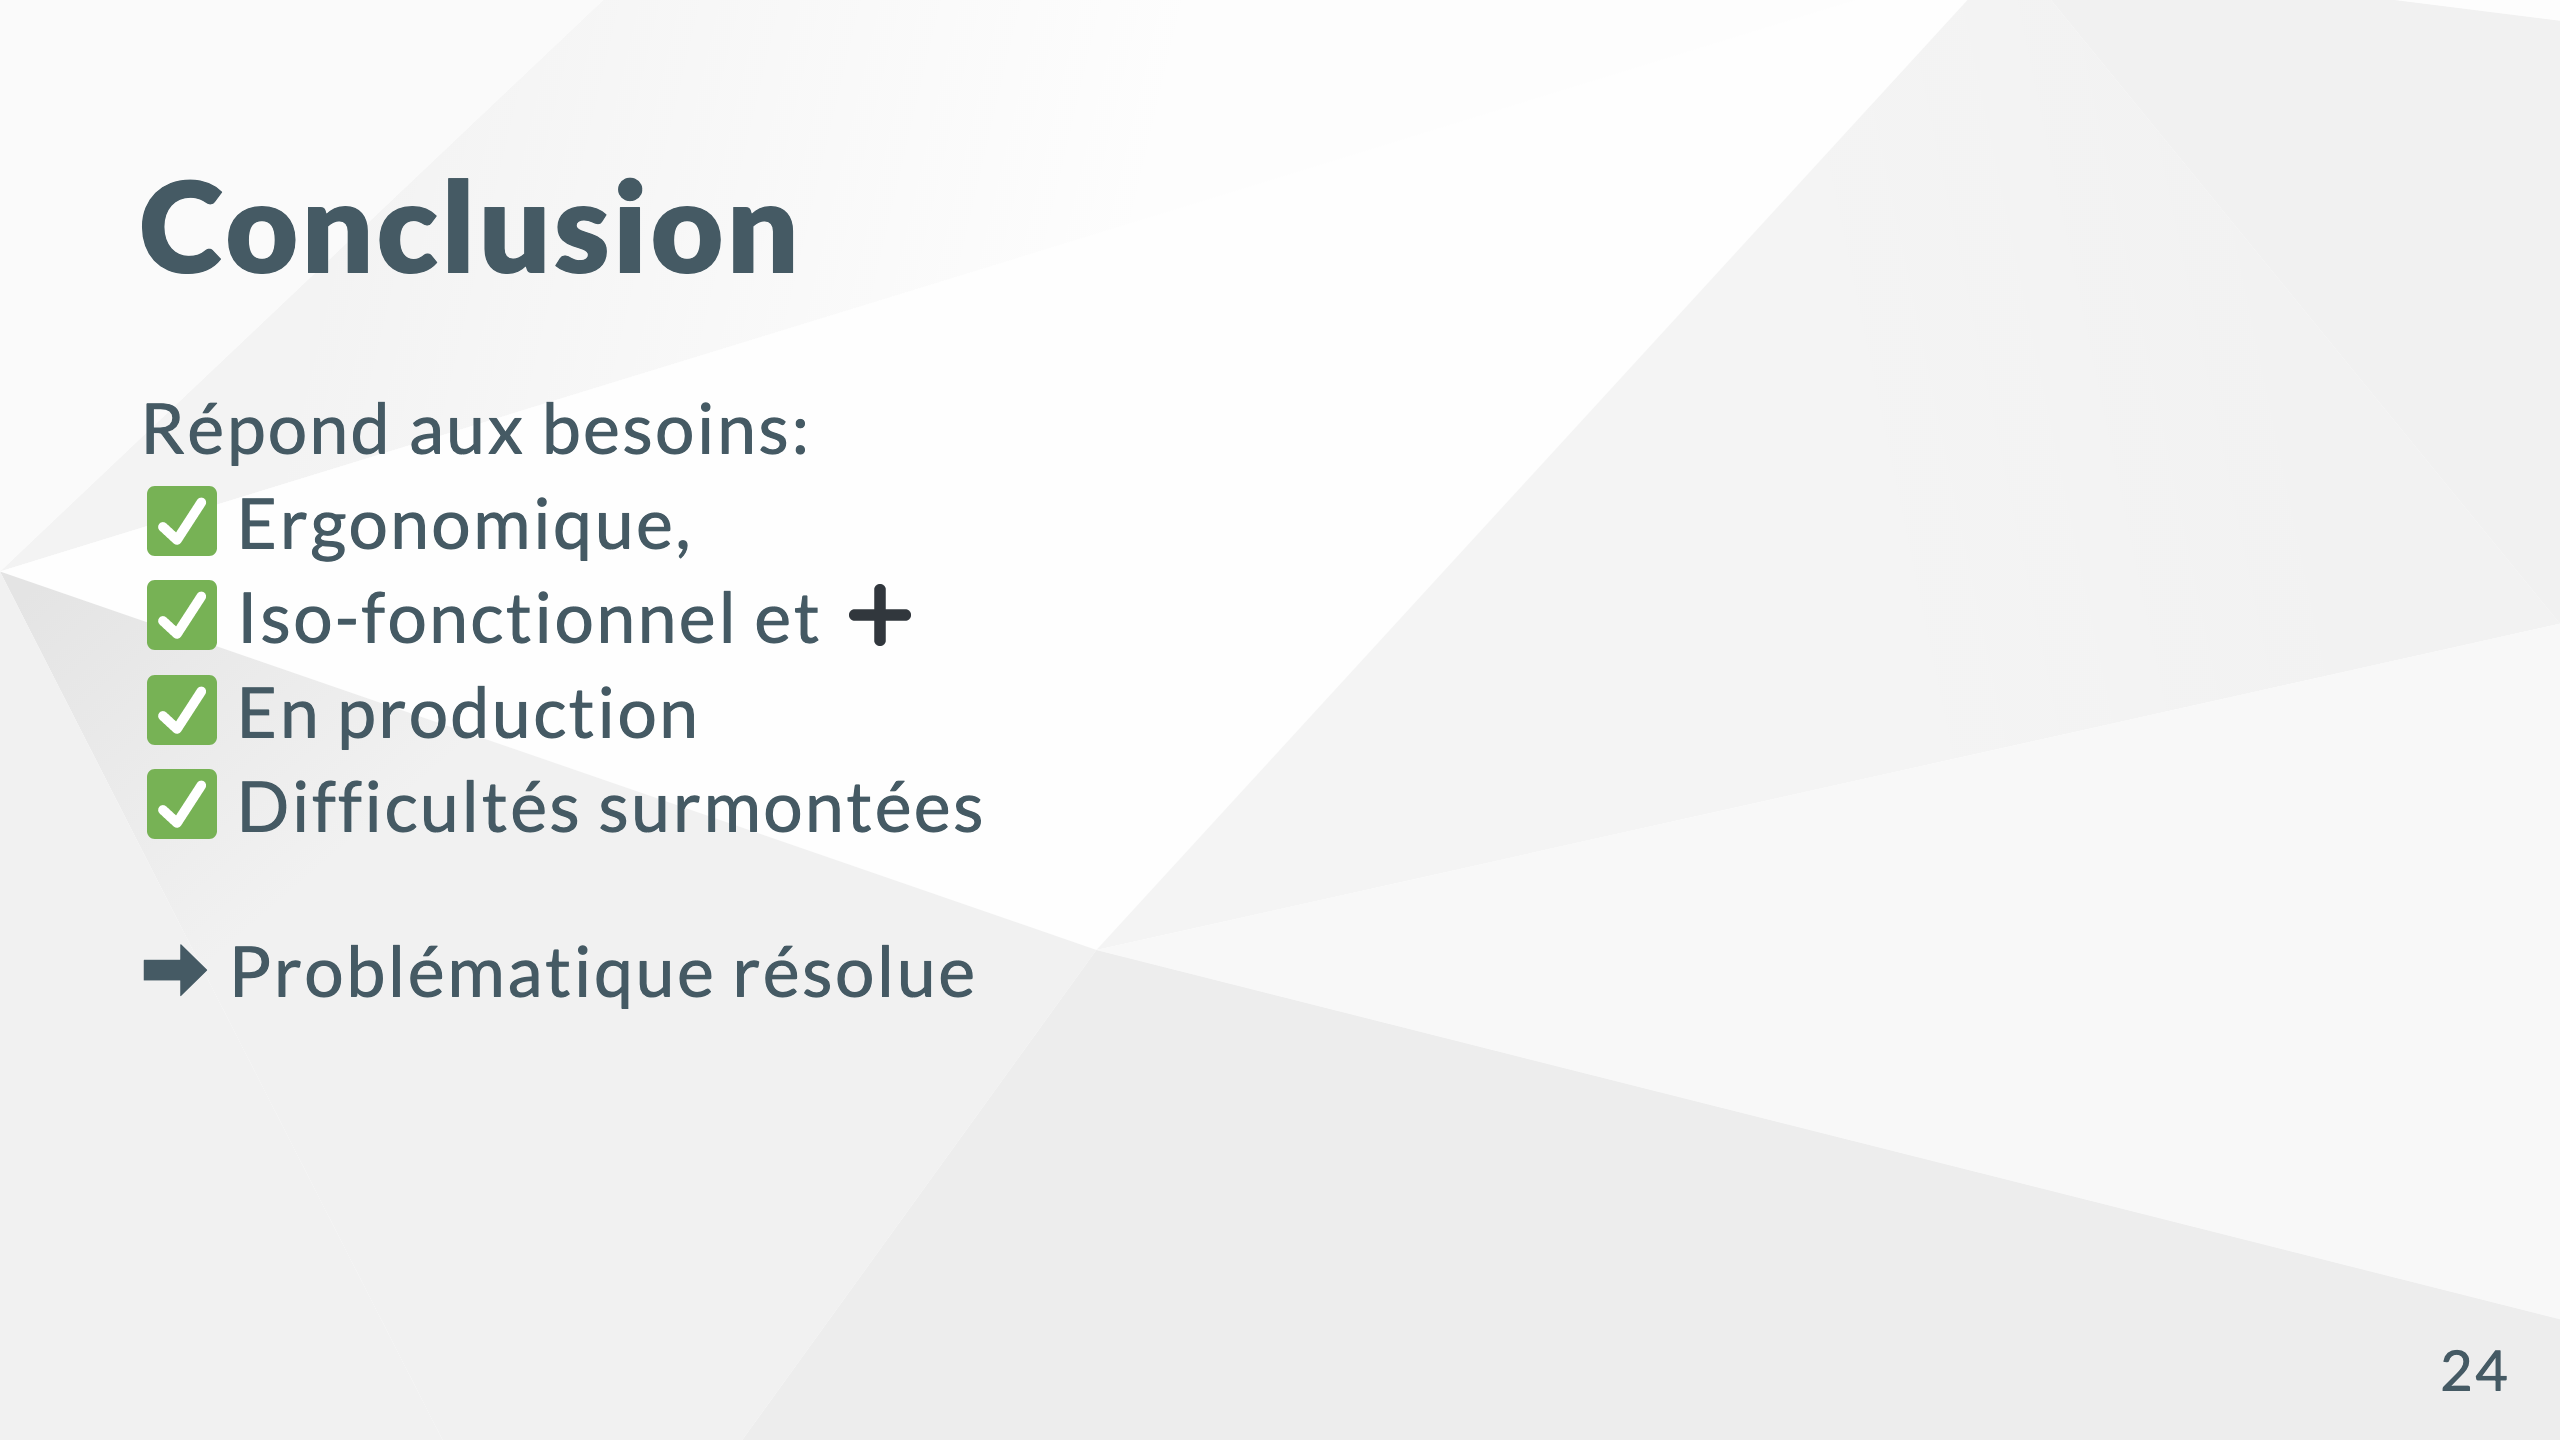 Conclusion
Répond aux besoins:
✅ Ergonomique,
✅ Iso-fonctionnel et ➕
✅ En production
✅ Difficultés surmontées
➡ Problématique résolue
24